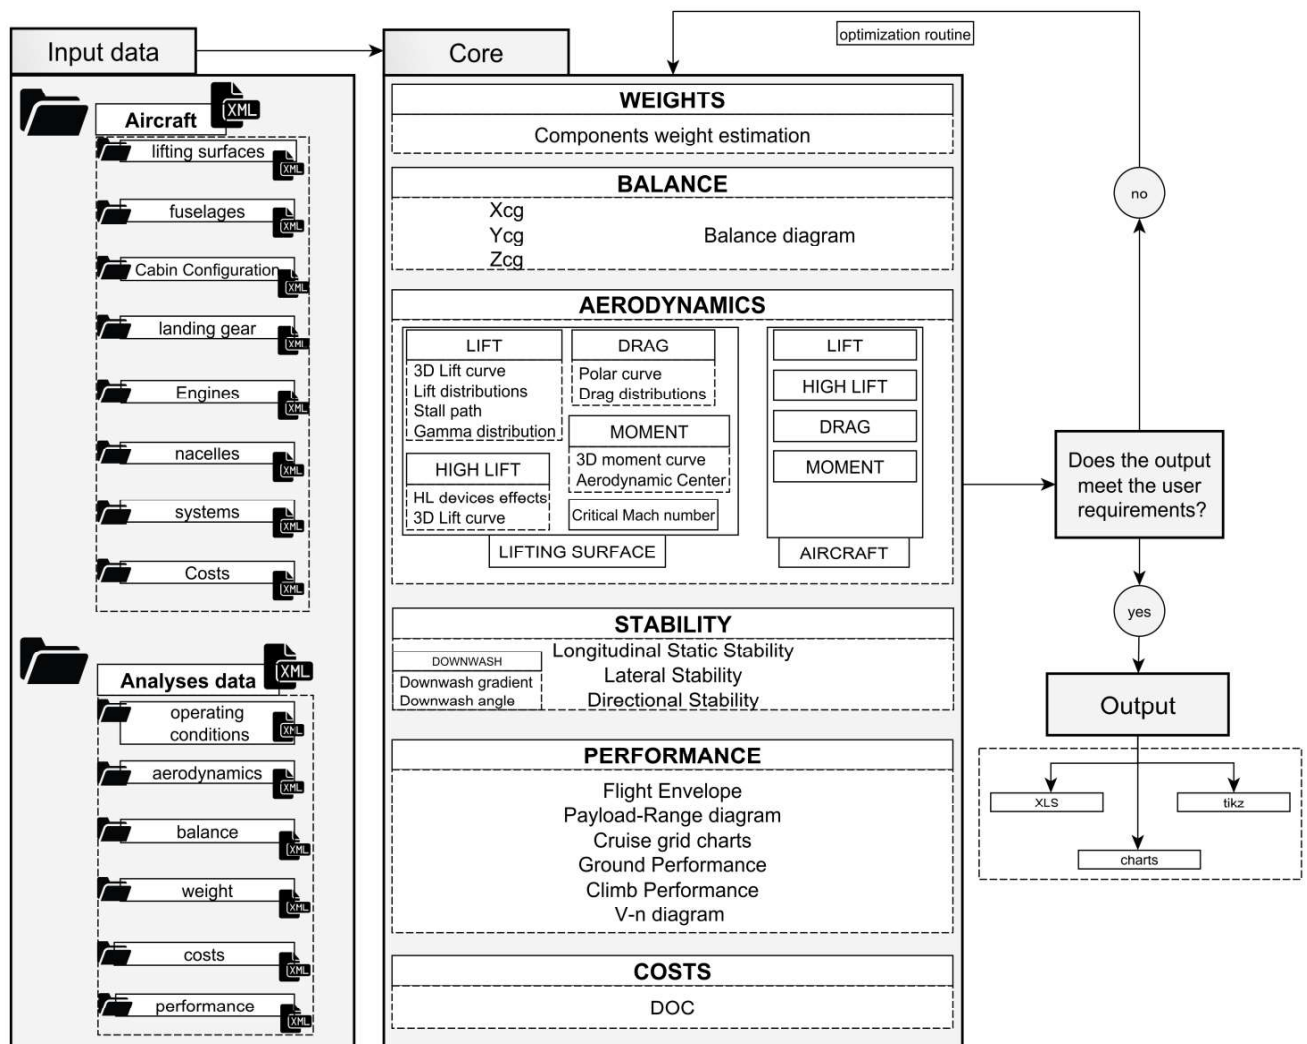 Input data
Aircraft
XML
lifting surfaces
XML
fuselages
XML
Cabin Configuration
XML
landing gear
XML
Engines
XML
nacelles
XML
systems
XML
Costs
XML
Analyses data
XML
operating
conditions
XML
aerodynamics
XML
balance
XML
weight
XML
costs
XML
performance
XML
Core
WEIGHTS
Components weight estimation
BALANCE
Xcg
Ycg
Zcg
Balance diagram
AERODYNAMICS
LIFT
3D Lift curve
Lift distributions
Stall path
Gamma distribution
HIGH LIFT
HL devices effects
3D Lift curve
DRAG
Polar curve
Drag distributions
MOMENT
3D moment curve
Aerodynamic Center
Critical Mach number
LIFTING SURFACE
LIFT
HIGH LIFT
DRAG
MOMENT
AIRCRAFT
STABILITY
DOWNWASH
Downwash gradient
Downwash angle
Longitudinal Static Stability
Lateral Stability
Directional Stability
PERFORMANCE
Flight Envelope
Payload-Range diagram
Cruise grid charts
Ground Performance
Climb Performance
V-n diagram
COSTS
DOC
optimization routine
no
Does the output
meet the user
requirements?
yes
Output
XLS
tikz
charts